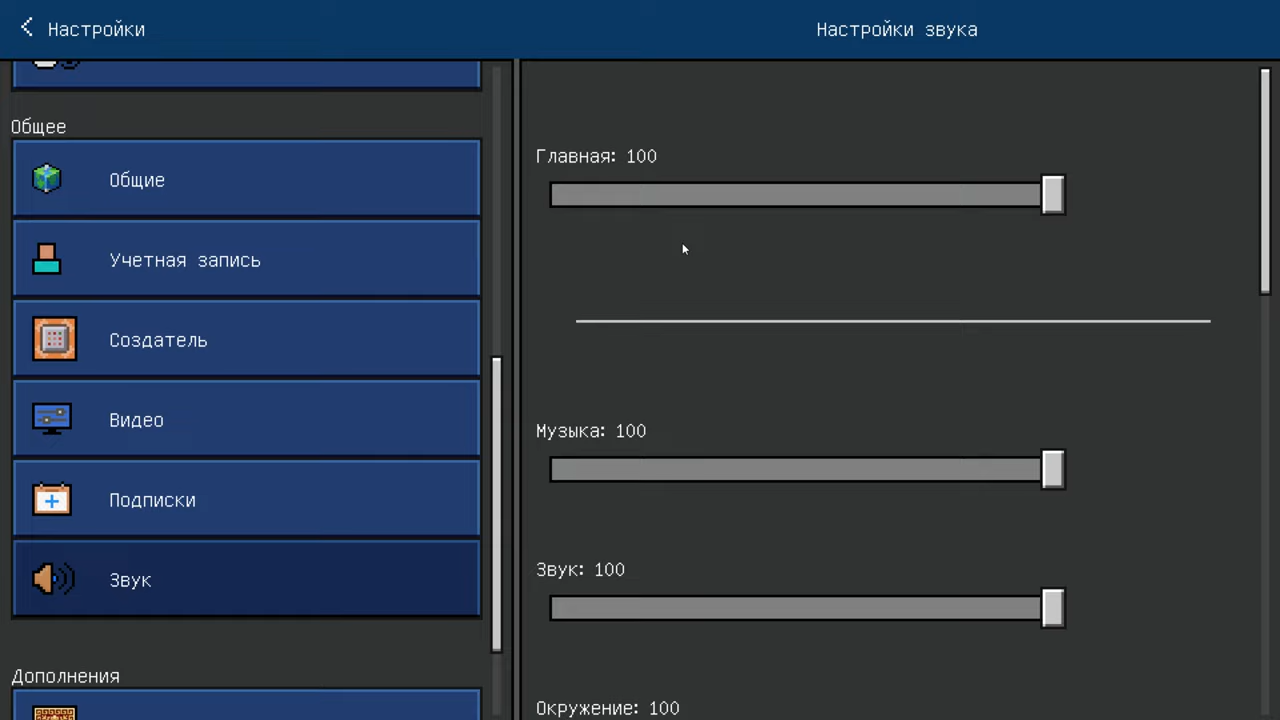 Настройки
Настройки звука
Общее
Общие
Учетная запись
Создатель
Видео
Подписки
Звук
Дополнения
Главная: 100
Музыка: 100
Звук: 100
Окружение: 100